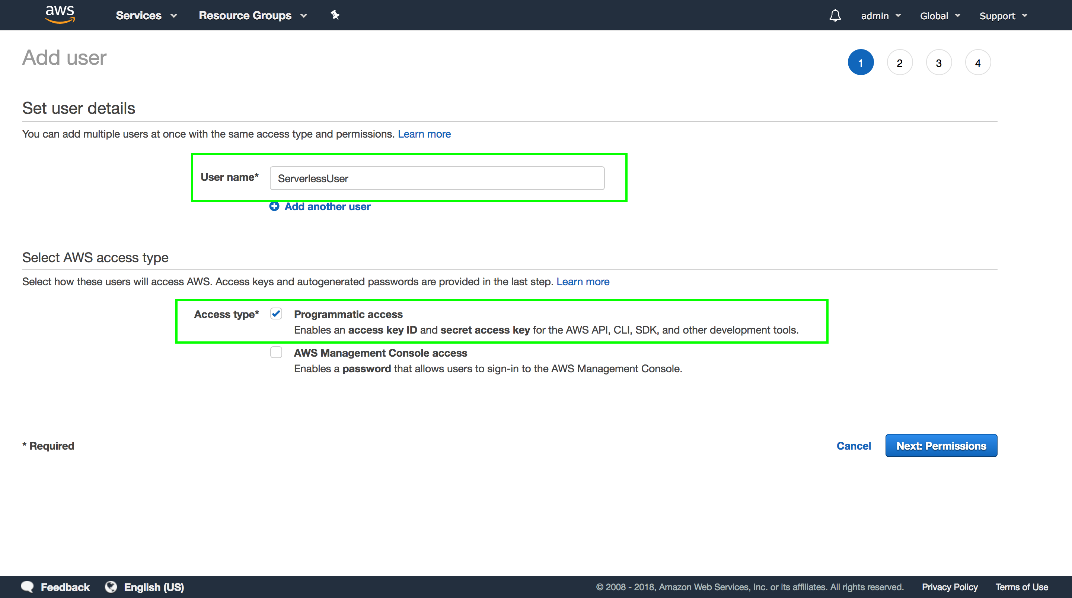 aws Services Resource Groups admin Global Support
Add user
1 2 3 4
Set user details
You can add multiple users at once with the same access type and permissions. Learn more
User name* ServerlessUser
Add another user
Select AWS access type
Select how these users will access AWS. Access keys and autogenerated passwords are provided in the last step. Learn more
Access type* Programmatic access
Enables an access key ID and secret access key for the AWS API, CLI, SDK, and other development tools.
AWS Management Console access
Enables a password that allows users to sign-in to the AWS Management Console.
* Required Cancel Next: Permissions
Feedback English (US) © 2008 - 2018, Amazon Web Services, Inc. or its affiliates. All rights reserved. Privacy Policy Terms of Use